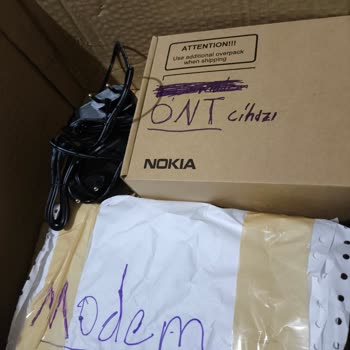 ATTENTION!!!
Use additional overpack
when shipping
ONT cihazı
NOKIA
Modem